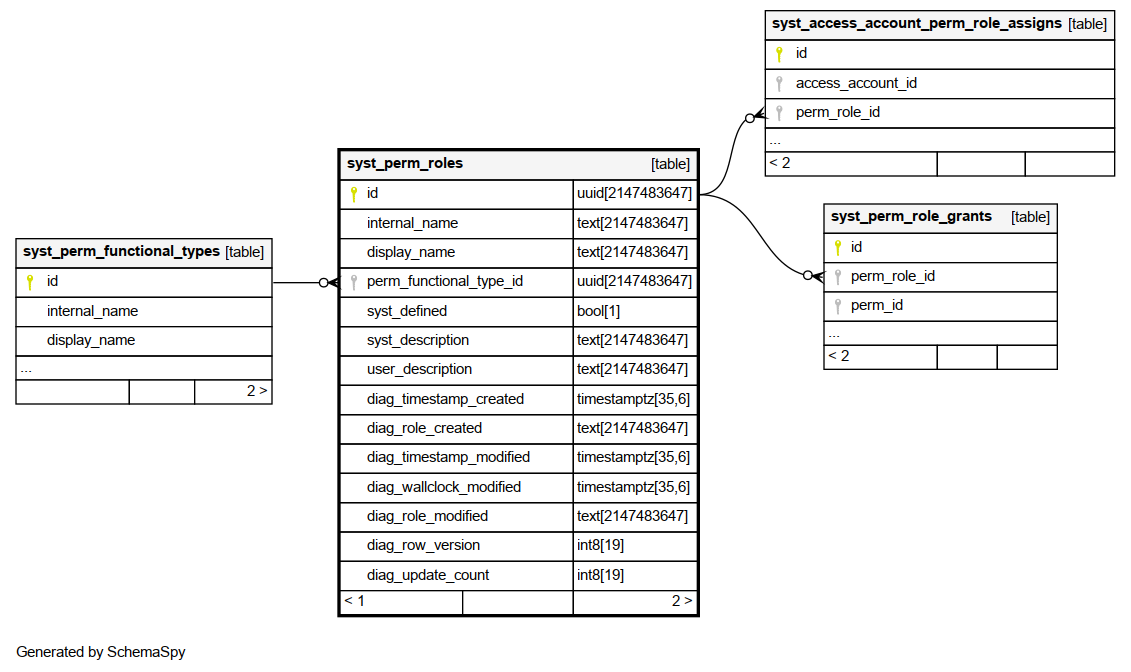 syst_access_account_perm_role_assigns [table]
id
access_account_id
perm_role_id
...
< 2
syst_perm_roles [table]
id uuid[2147483647]
internal_name text[2147483647]
display_name text[2147483647]
perm_functional_type_id uuid[2147483647]
syst_defined bool[1]
syst_description text[2147483647]
user_description text[2147483647]
diag_timestamp_created timestamptz[35,6]
diag_role_created text[2147483647]
diag_timestamp_modified timestamptz[35,6]
diag_wallclock_modified timestamptz[35,6]
diag_role_modified text[2147483647]
diag_row_version int8[19]
diag_update_count int8[19]
< 1 2 >
syst_perm_role_grants [table]
id
perm_role_id
perm_id
...
< 2
syst_perm_functional_types [table]
id
internal_name
display_name
...
2 >
Generated by SchemaSpy